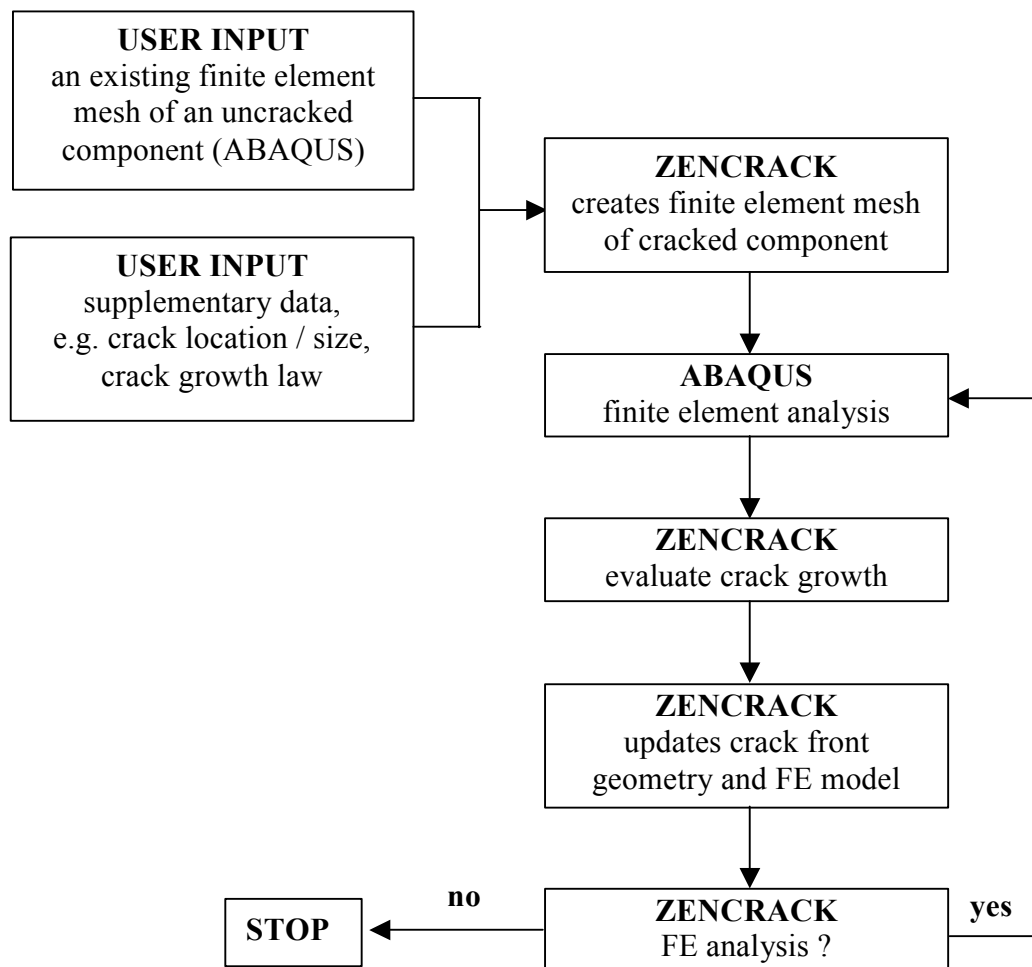 USER INPUT
an existing finite element
mesh of an uncracked
component (ABAQUS)
USER INPUT
supplementary data,
e.g. crack location / size,
crack growth law
ZENCRACK
creates finite element mesh
of cracked component
ABAQUS
finite element analysis
ZENCRACK
evaluate crack growth
ZENCRACK
updates crack front
geometry and FE model
ZENCRACK
FE analysis ?
no
yes
STOP